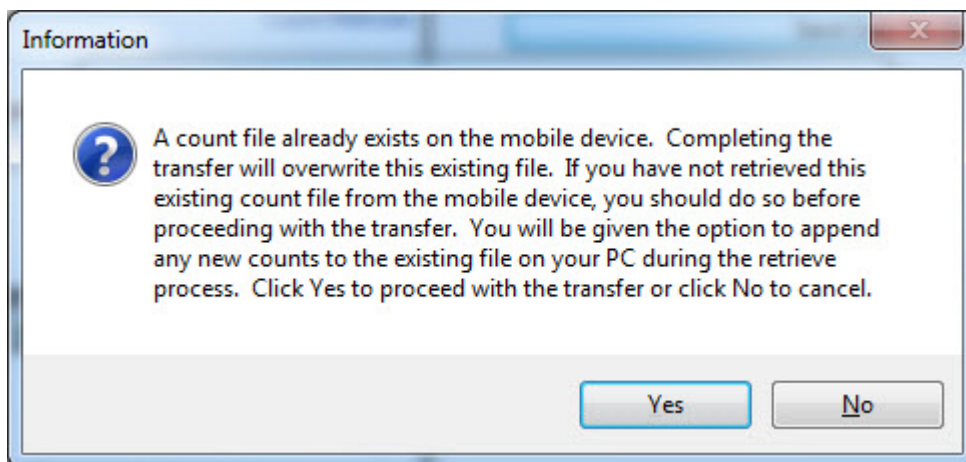 Information
A count file already exists on the mobile device.  Completing the
transfer will overwrite this existing file.  If you have not retrieved this
existing count file from the mobile device, you should do so before
proceeding with the transfer.  You will be given the option to append
any new counts to the existing file on your PC during the retrieve
process.  Click Yes to proceed with the transfer or click No to cancel.
Yes
No